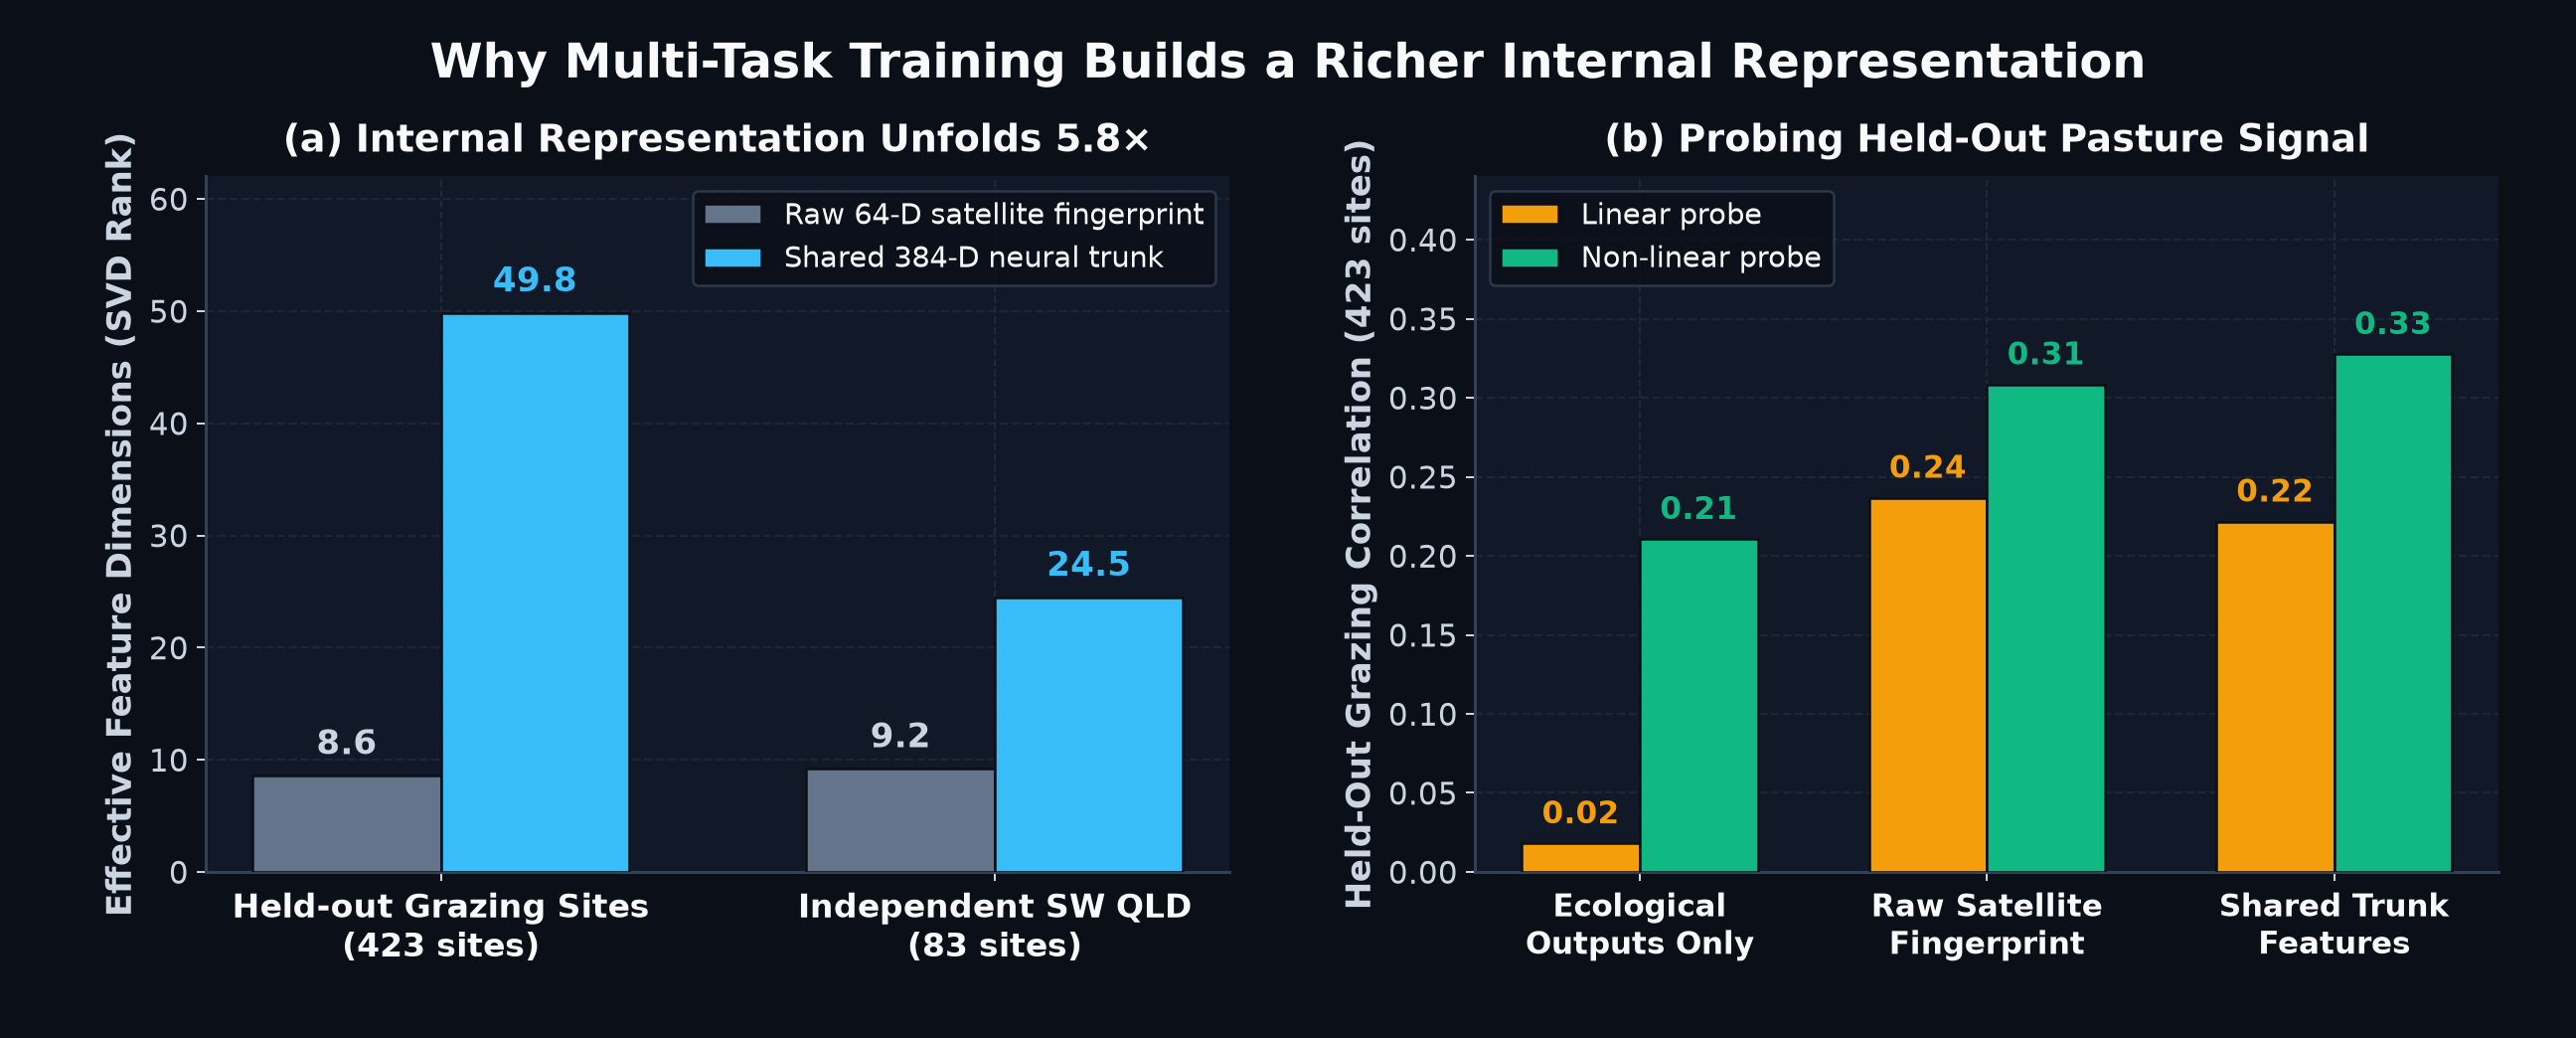 Why Multi-Task Training Builds a Richer Internal Representation
(a) Internal Representation Unfolds 5.8×
Effective Feature Dimensions (SVD Rank)
60
50
40
30
20
10
0
Raw 64-D satellite fingerprint
Shared 384-D neural trunk
49.8
8.6
24.5
9.2
Held-out Grazing Sites
(423 sites)
Independent SW QLD
(83 sites)
(b) Probing Held-Out Pasture Signal
Held-Out Grazing Correlation (423 sites)
0.40
0.35
0.30
0.25
0.20
0.15
0.10
0.05
0.00
Linear probe
Non-linear probe
0.02
0.21
0.24
0.31
0.22
0.33
Ecological
Outputs Only
Raw Satellite
Fingerprint
Shared Trunk
Features